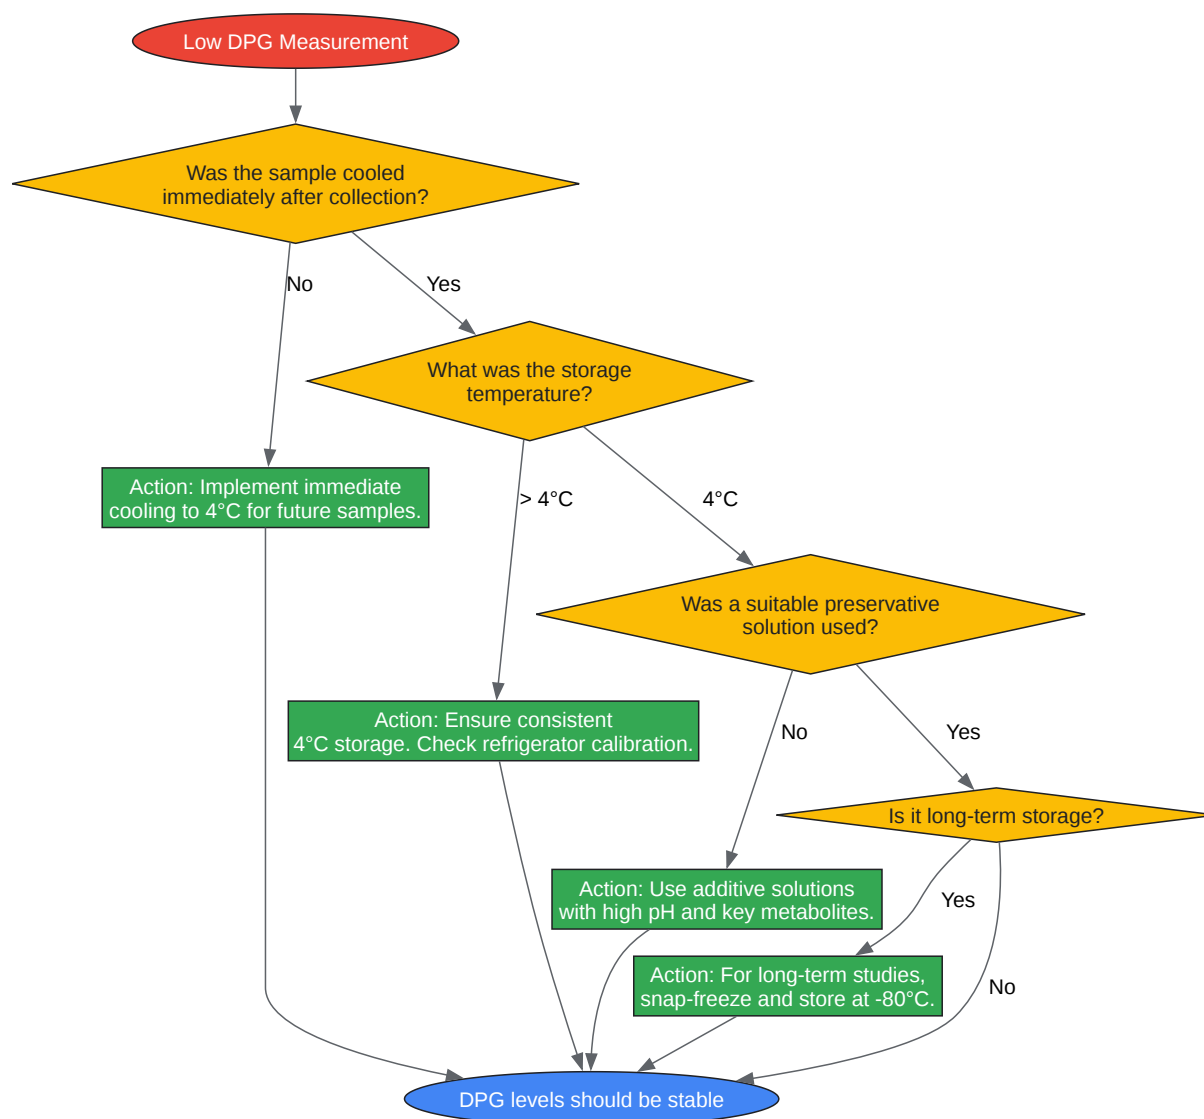 Low DPG Measurement
Was the sample cooled
immediately after collection?
No
Yes
What was the storage
temperature?
Action: Implement immediate
cooling to 4°C for future samples.
> 4°C
4°C
Was a suitable preservative
solution used?
Action: Ensure consistent
4°C storage. Check refrigerator calibration.
No
Yes
Is it long-term storage?
Action: Use additive solutions
with high pH and key metabolites.
Yes
Action: For long-term studies,
snap-freeze and store at -80°C.
No
DPG levels should be stable